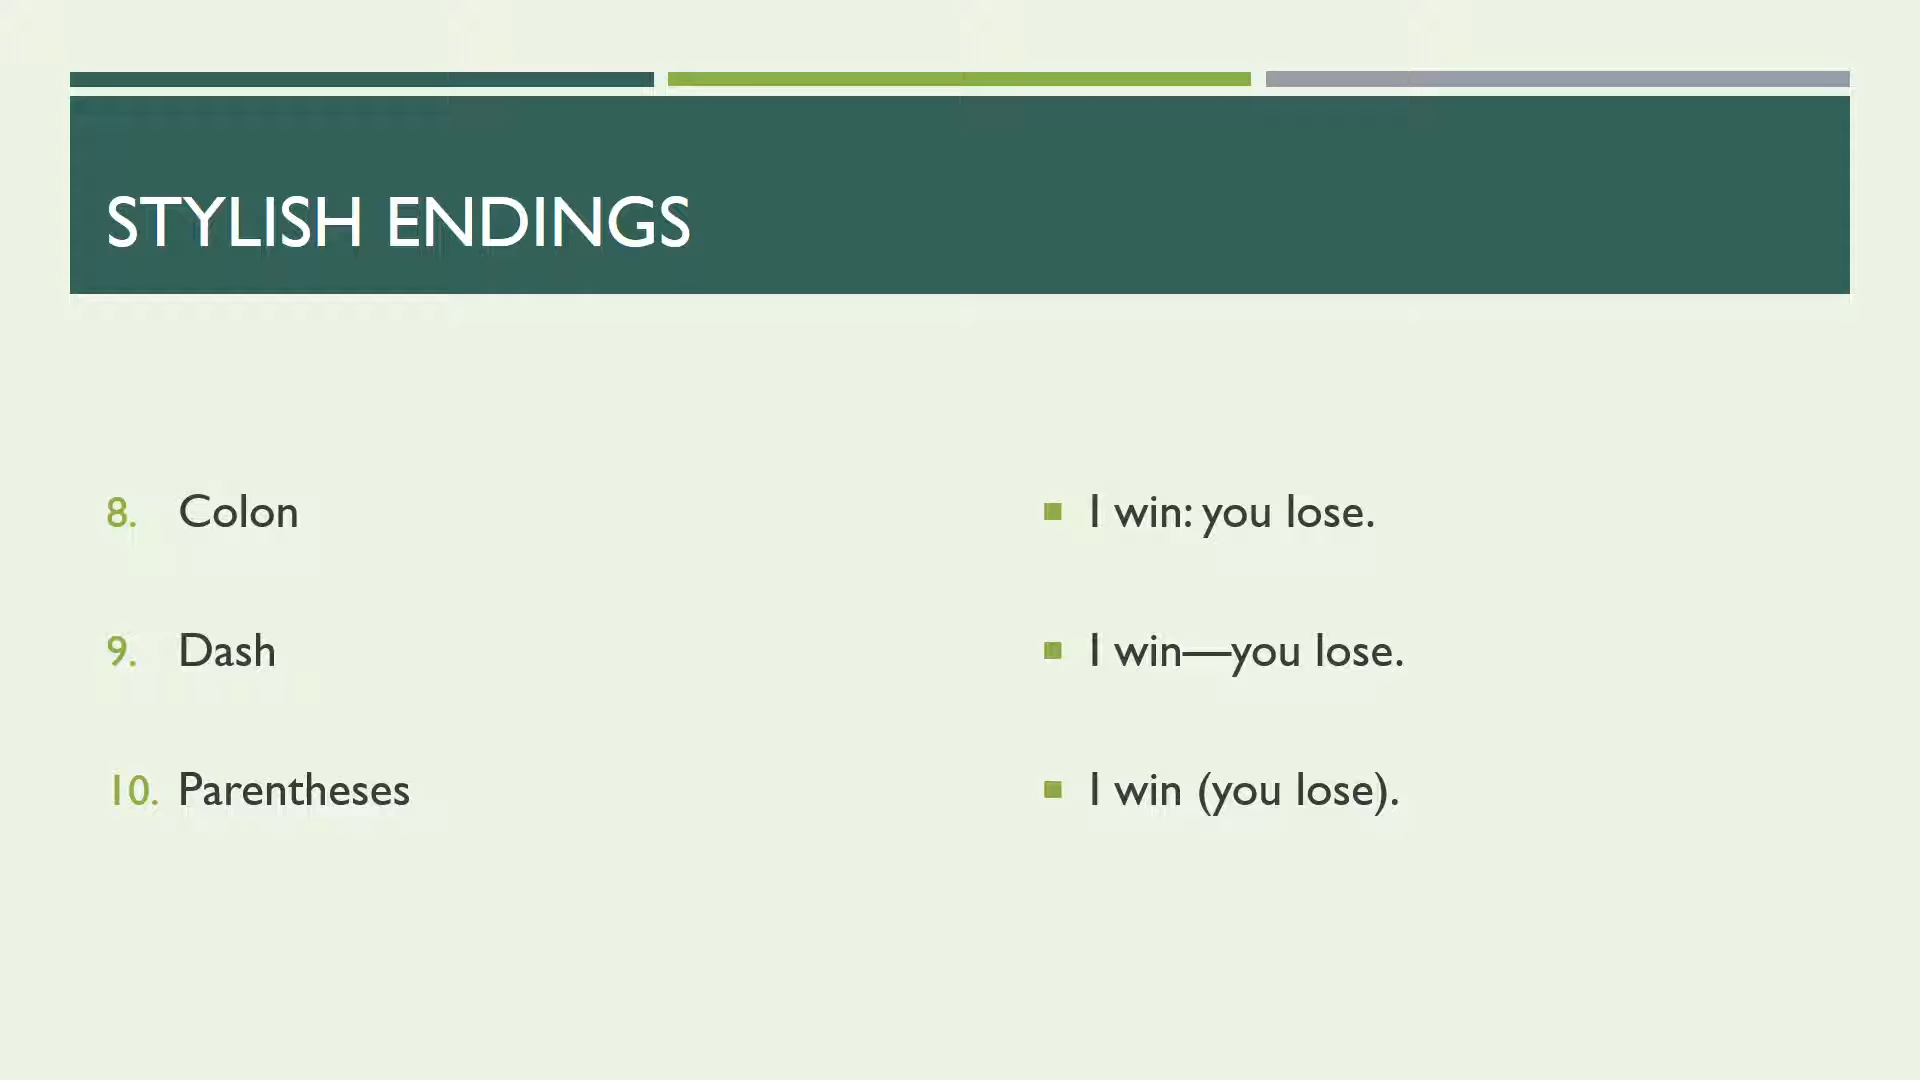 STYLISH ENDINGS
8. Colon
I win: you lose.
9. Dash
I win—you lose.
10. Parentheses
I win (you lose).